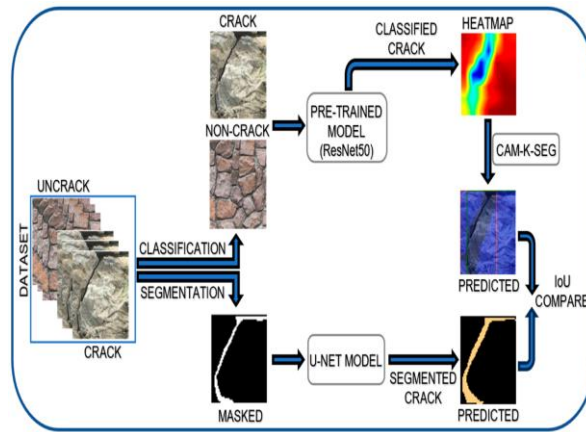 CRACK
CLASSIFIED
CRACK
HEATMAP
NON-CRACK
PRE-TRAINED
MODEL
(ResNet50)
CAM-K-SEG
UNCRACK
DATASET
CLASSIFICATION
SEGMENTATION
CRACK
PREDICTED
IoU
COMPARE
MASKED
U-NET MODEL
SEGMENTED
CRACK
PREDICTED